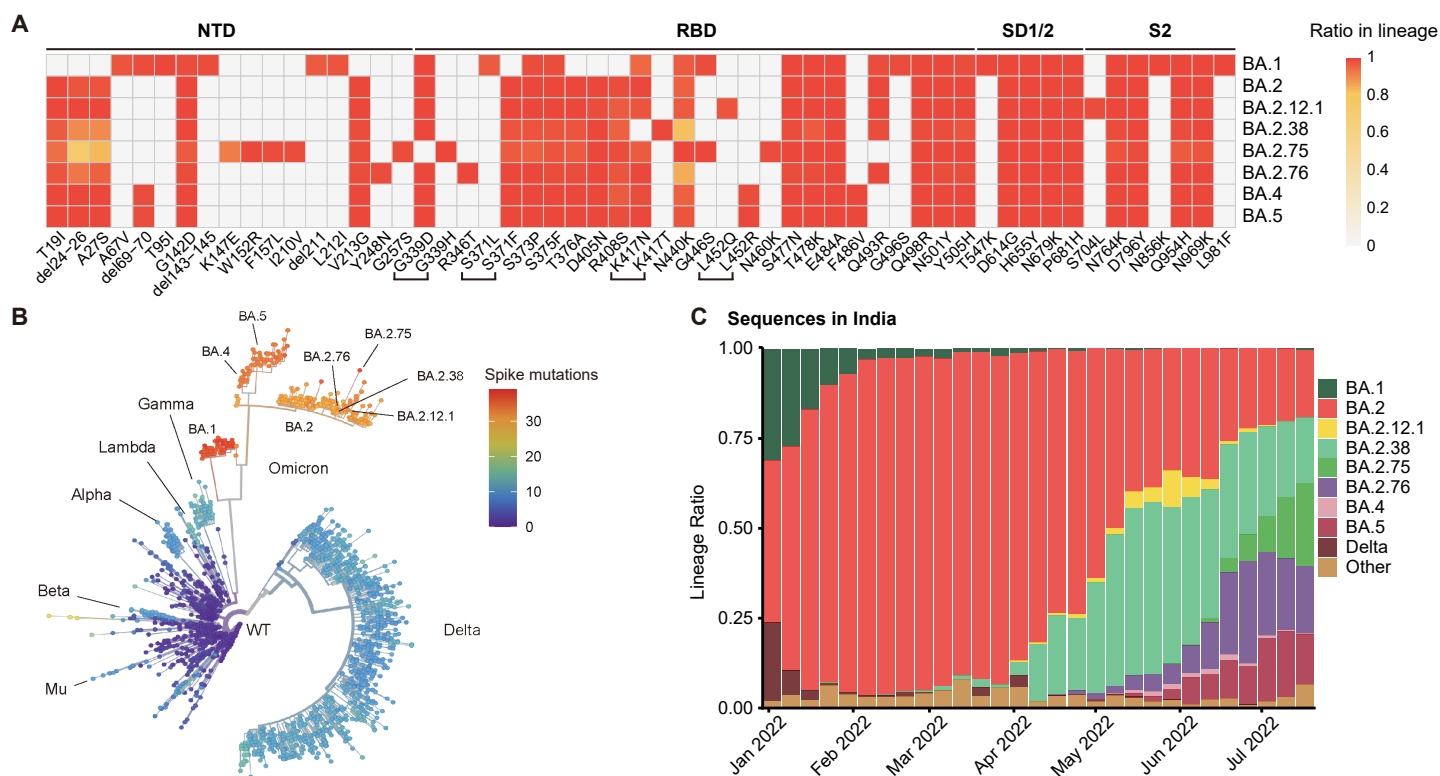 A
NTD RBD SD1/2 S2
Ratio in lineage
BA.1
BA.2
BA.2.12.1
BA.2.38
BA.2.75
BA.2.76
BA.4
BA.5
1
0.8
0.6
0.4
0.2
0
T19I
del24-26
A27S
A67V
del69-70
T95I
G142D
del143-145
K147E
W152R
F157L
I210V
del211
L212I
V213G
Y248N
G257S
G339D
G339H
R346T
S371L
S371F
S373P
S375F
T376A
D405N
R408S
K417N
K417T
N440K
G446S
L452Q
L452R
N460K
S477N
T478K
E484A
F486V
Q493R
G496S
Q498R
N501Y
Y505H
T547K
D614G
H655Y
N679K
P681H
S704L
N764K
D796Y
N856K
Q954H
N969K
L981F
B
BA.5
BA.4
BA.2.75
BA.2.76
BA.2.38
BA.2.12.1
BA.2
BA.1
Omicron
Gamma
Lambda
Alpha
Beta
Mu
WT
Delta
Spike mutations
30
20
10
0
C Sequences in India
Lineage Ratio
1.00
0.75
0.50
0.25
0.00
Jan 2022
Feb 2022
Mar 2022
Apr 2022
May 2022
Jun 2022
Jul 2022
BA.1
BA.2
BA.2.12.1
BA.2.38
BA.2.75
BA.2.76
BA.4
BA.5
Delta
Other